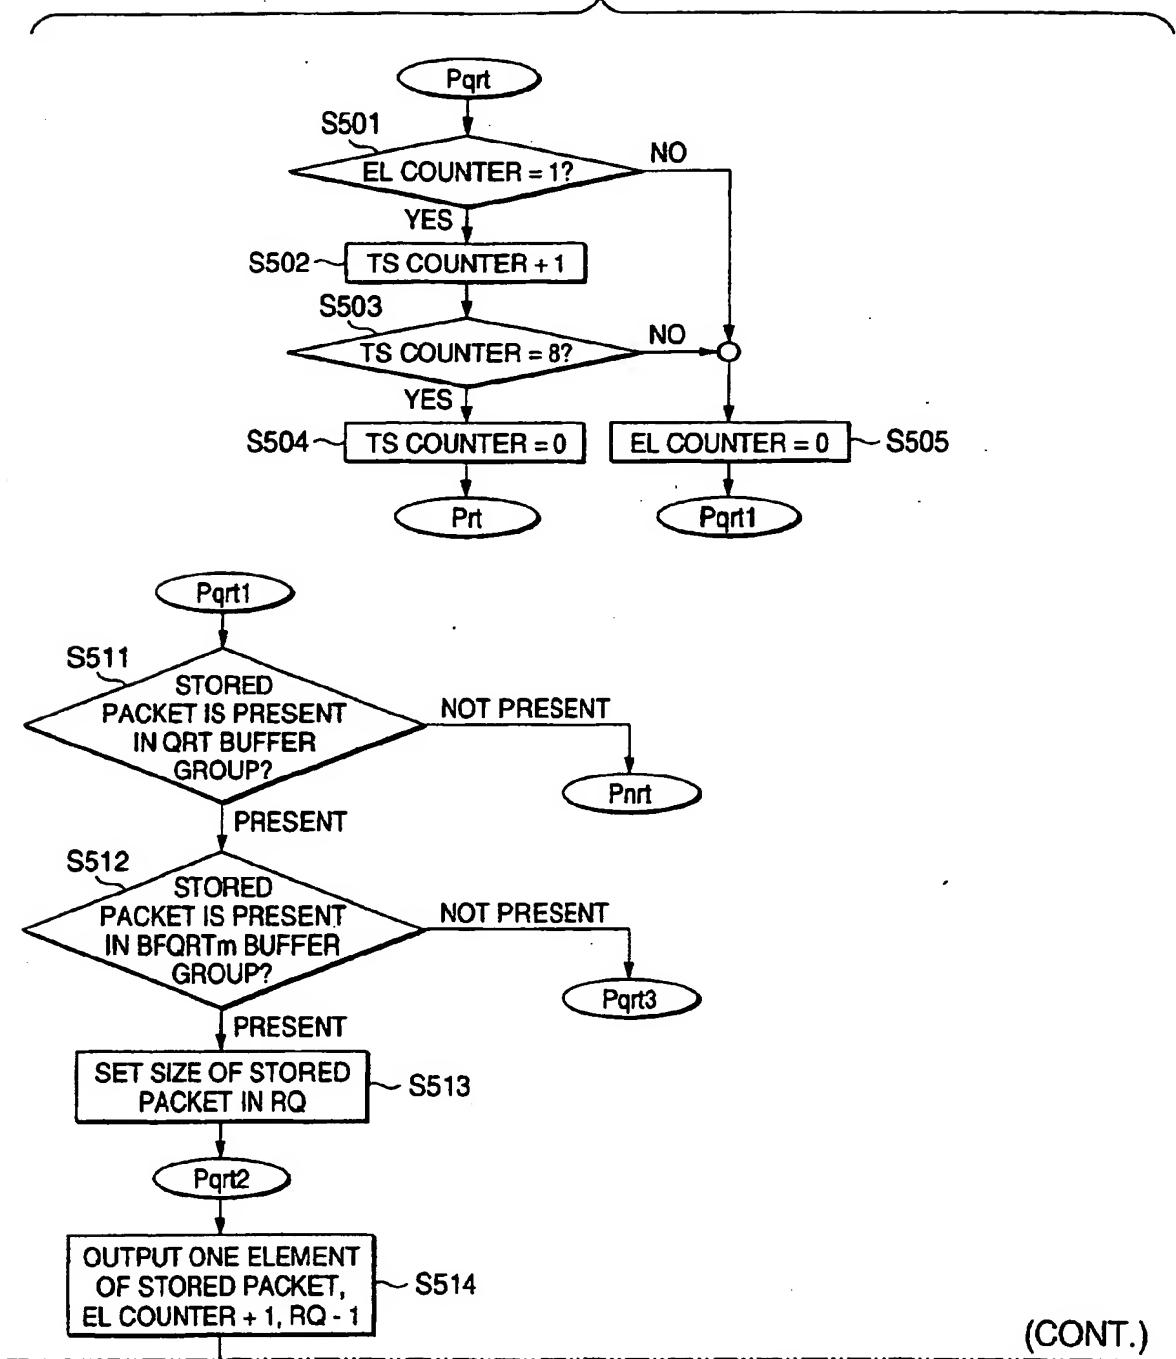 Pqrt
S501
EL COUNTER = 1?
NO
YES
S502
TS COUNTER + 1
S503
TS COUNTER = 8?
NO
YES
S504
TS COUNTER = 0
EL COUNTER = 0
S505
Prt
Pqrt1
Pqrt1
S511
STORED
PACKET IS PRESENT
IN QRT BUFFER
GROUP?
NOT PRESENT
Pnrt
PRESENT
S512
STORED
PACKET IS PRESENT
IN BFQRTm BUFFER
GROUP?
NOT PRESENT
Pqrt3
PRESENT
SET SIZE OF STORED
PACKET IN RQ
S513
Pqrt2
OUTPUT ONE ELEMENT
OF STORED PACKET,
EL COUNTER + 1, RQ - 1
S514
(CONT.)